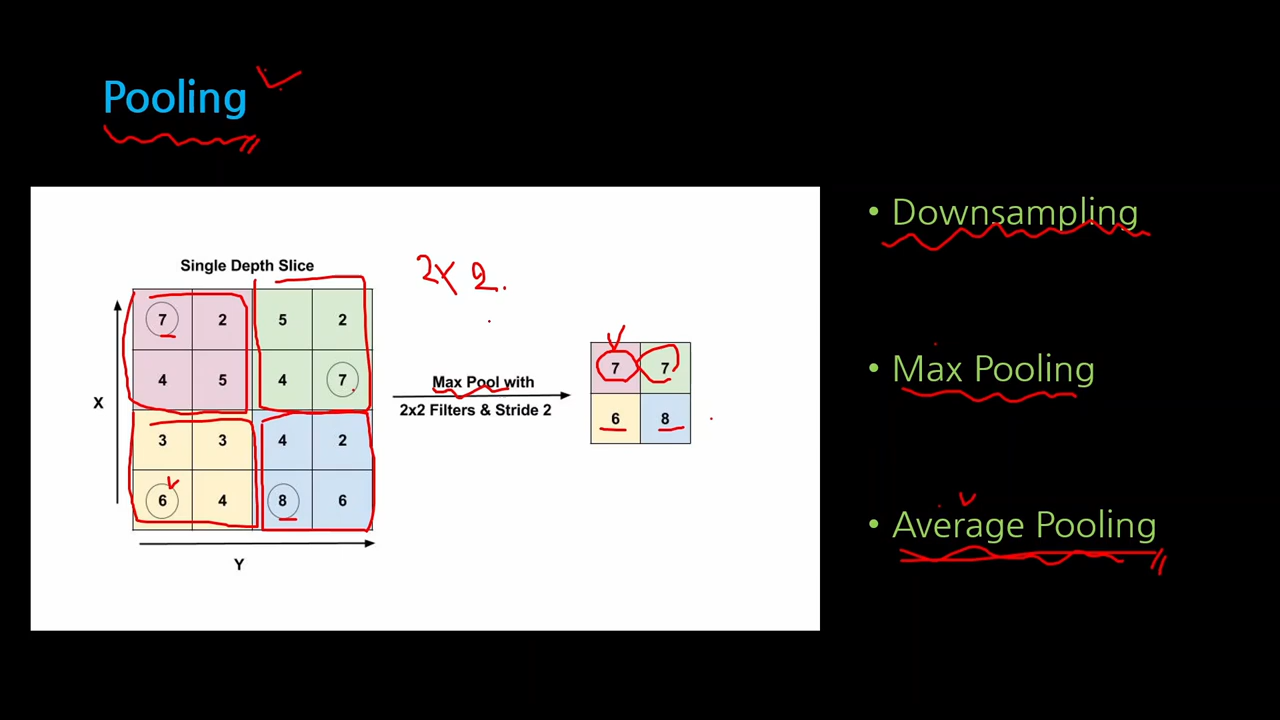 Pooling
Single Depth Slice
2x2.
7 2 5 2
4 5 4 7
3 3 4 2
6 4 8 6
X
Y
Max Pool with
2x2 Filters & Stride 2
7 7
6 8
• Downsampling
• Max Pooling
• Average Pooling